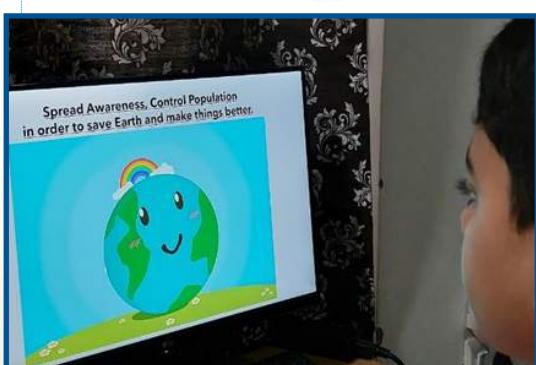 Spread Awareness, Control Population
in order to save Earth and make things better.